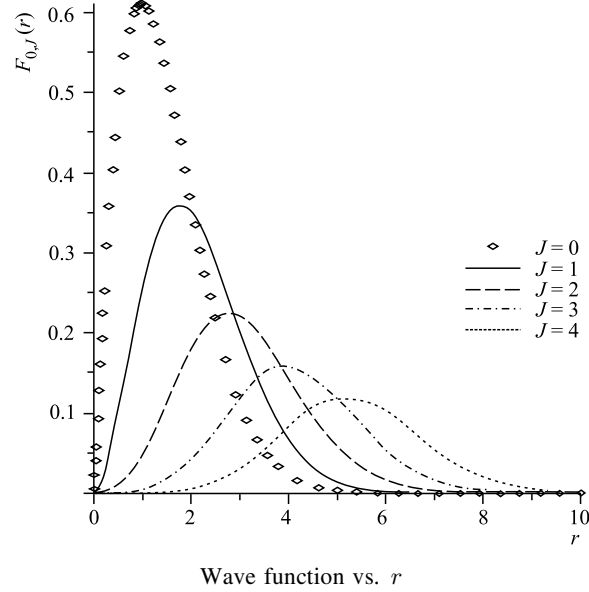 F0,J(r)
0.6
0.5
0.4
0.3
0.2
0.1
J = 0
J = 1
J = 2
J = 3
J = 4
0 2 4 6 8 10
r
Wave function vs. r